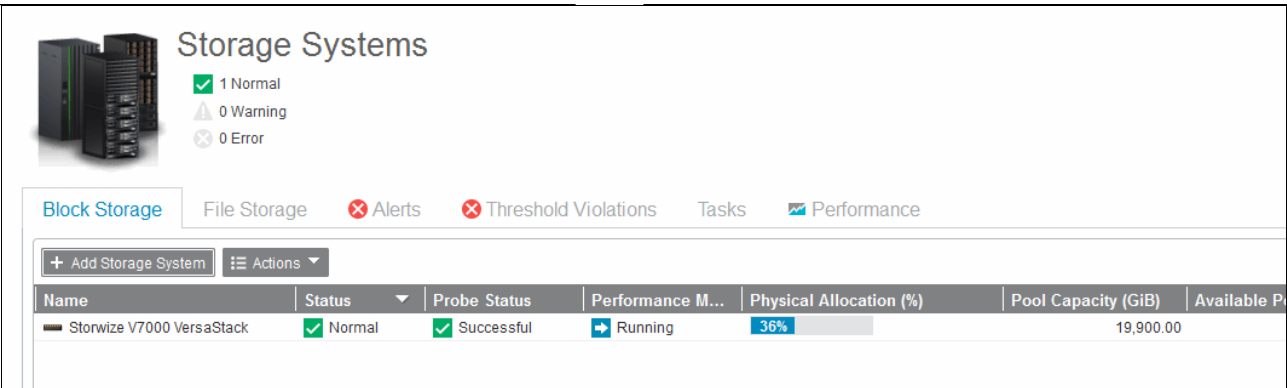 Storage Systems
1 Normal
0 Warning
0 Error
Block Storage File Storage Alerts Threshold Violations Tasks Performance
+ Add Storage System Actions
Name Status Probe Status Performance M... Physical Allocation (%) Pool Capacity (GiB) Available
Storwize V7000 VersaStack Normal Successful Running 36% 19,900.00